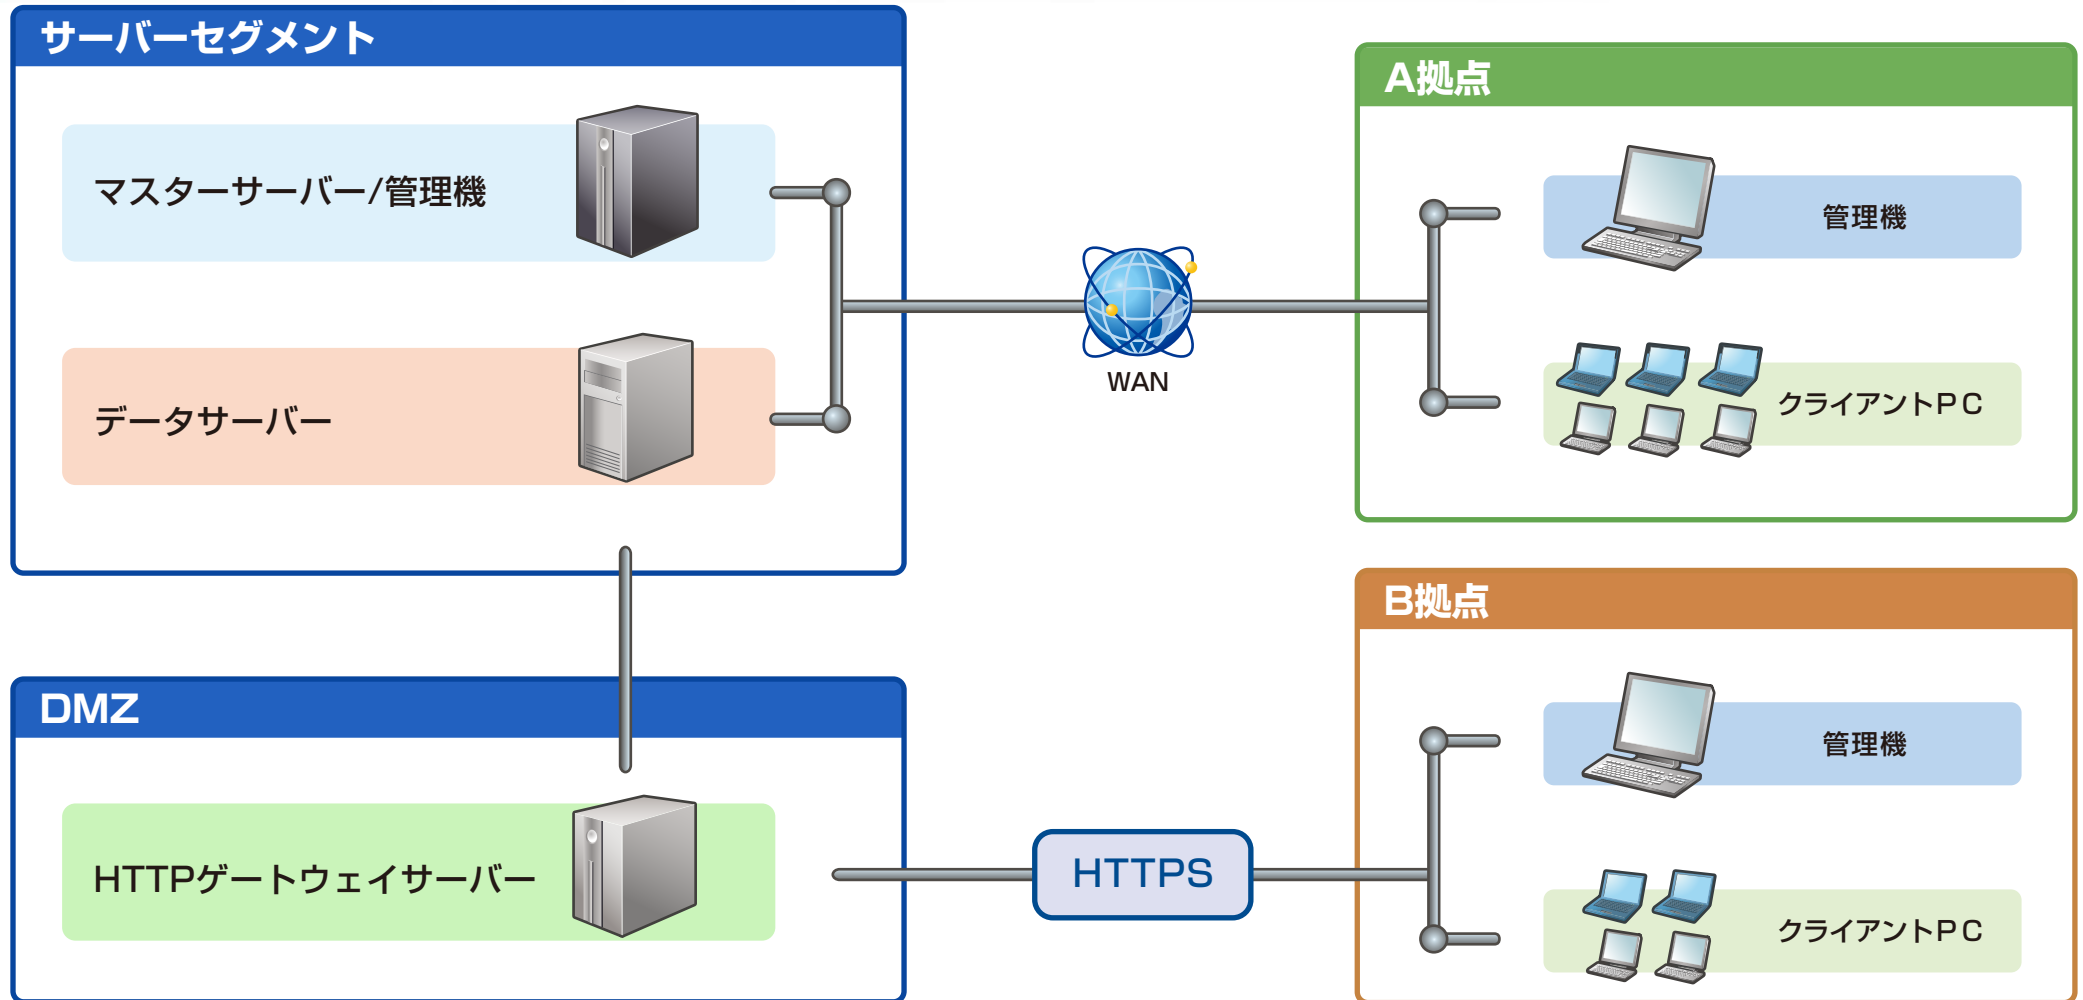 サーバーセグメント
マスターサーバー/管理機
データサーバー
WAN
A拠点
管理機
クライアントPC
DMZ
HTTPゲートウェイサーバー
HTTPS
B拠点
管理機
クライアントPC